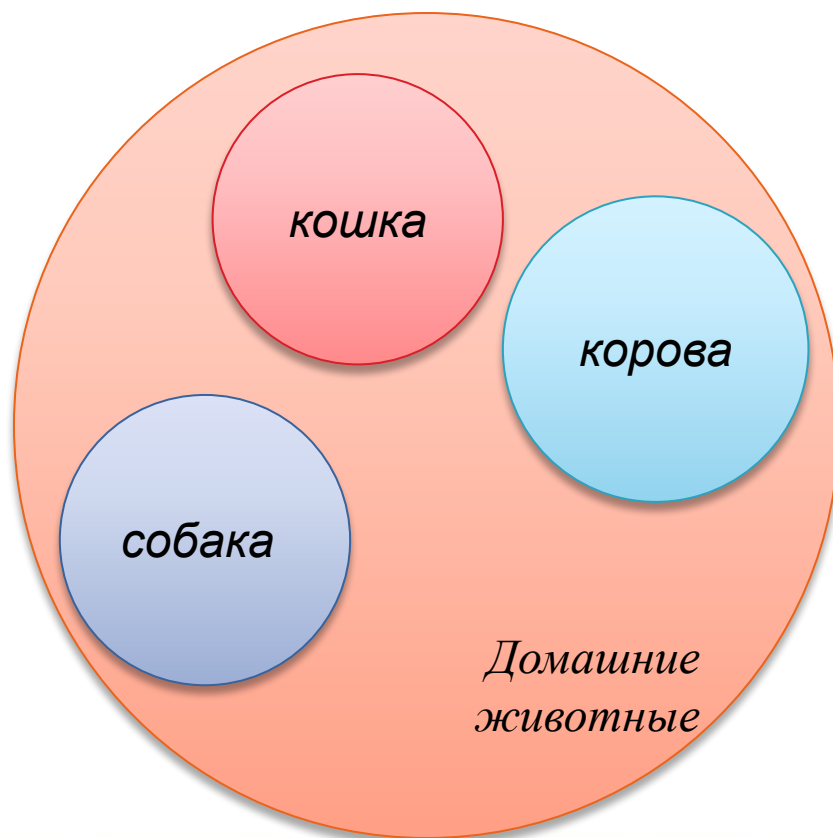 кошка
корова
собака
Домашние
животные